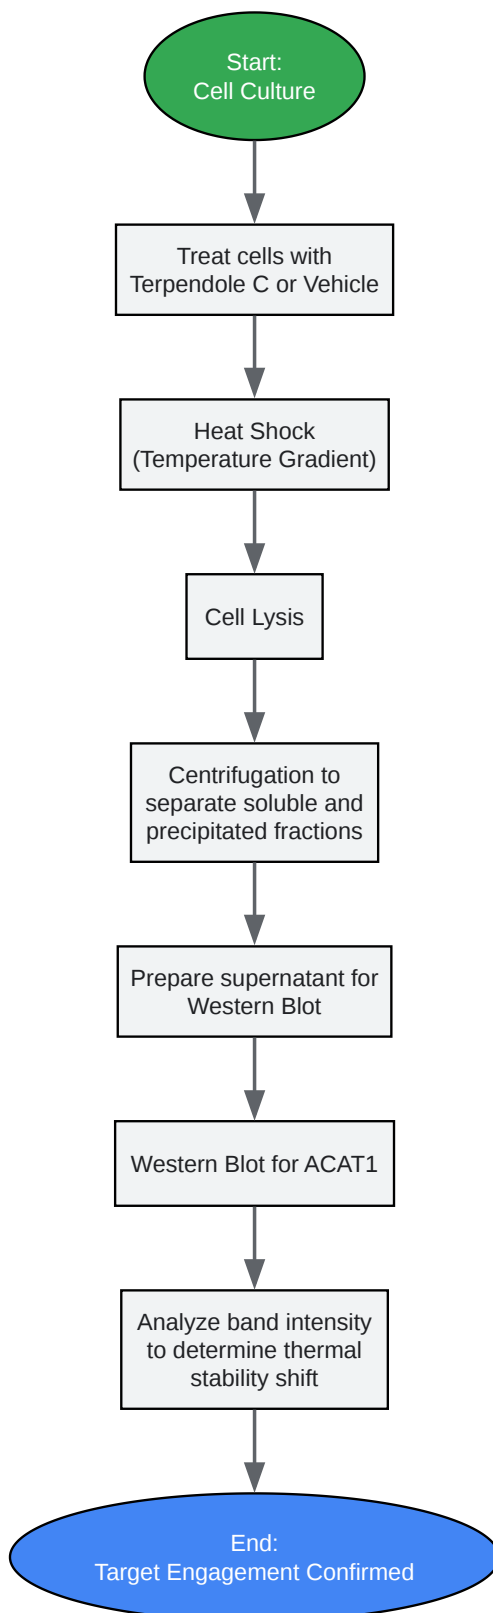 Start:
Cell Culture
Treat cells with
Terpendole C or Vehicle
Heat Shock
(Temperature Gradient)
Cell Lysis
Centrifugation to
separate soluble and
precipitated fractions
Prepare supernatant for
Western Blot
Western Blot for ACAT1
Analyze band intensity
to determine thermal
stability shift
End:
Target Engagement Confirmed